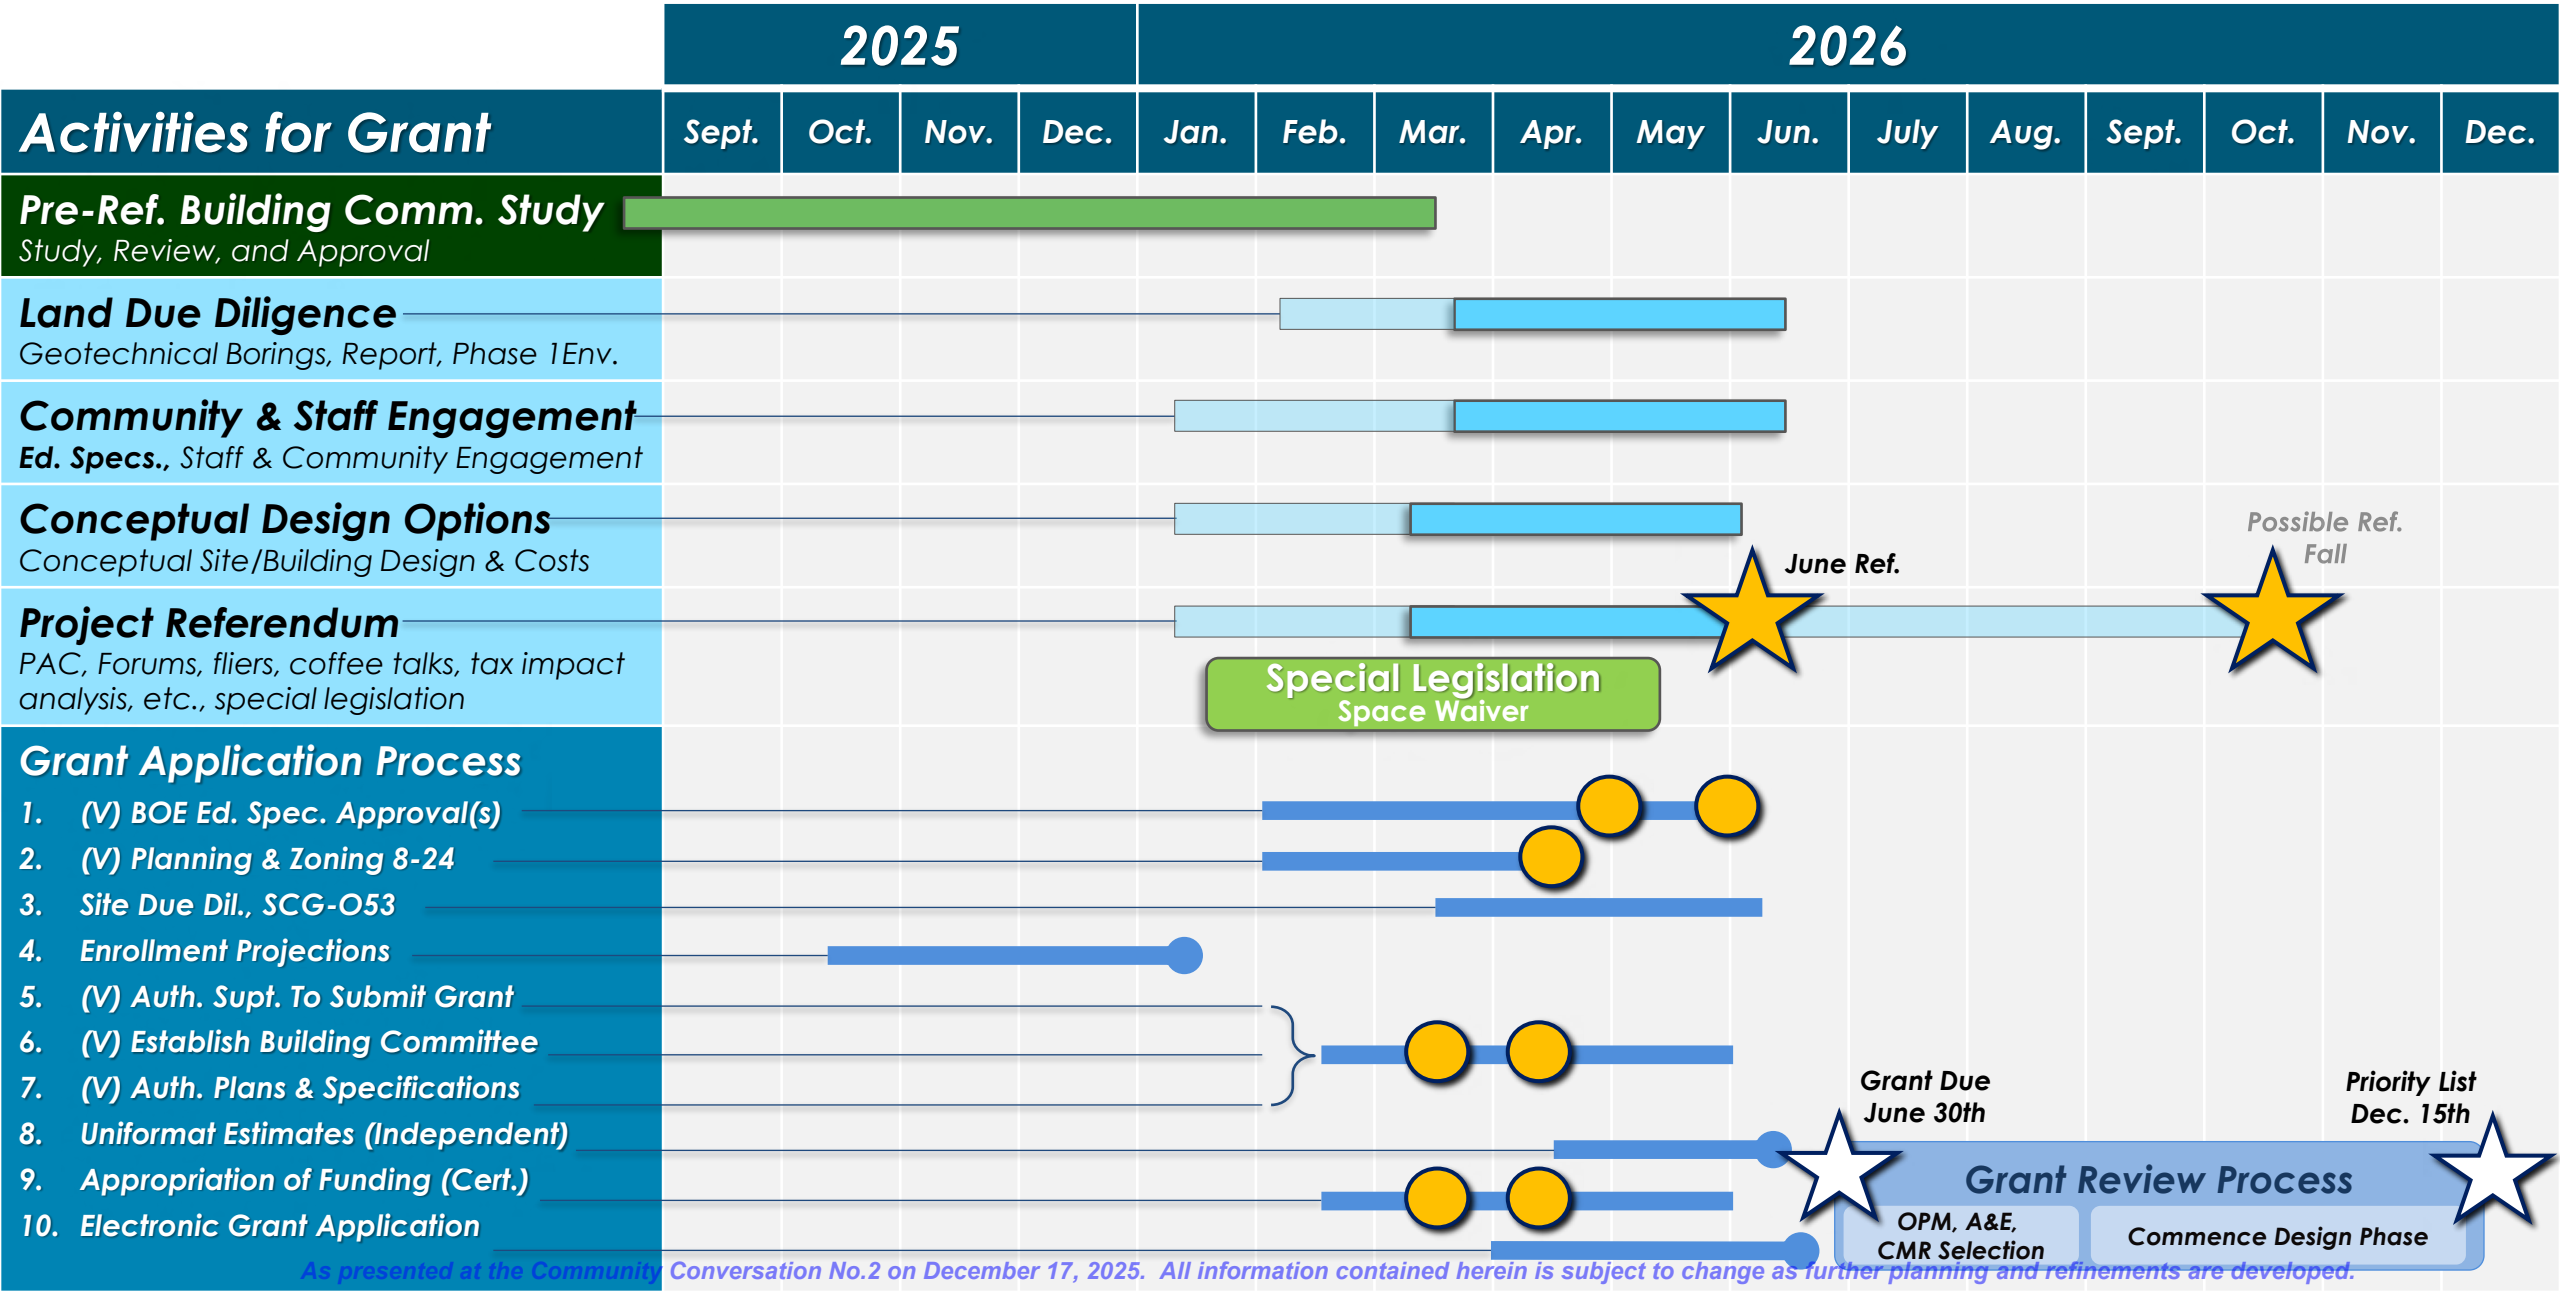 2025
2026
Activities for Grant
Sept.
Oct.
Nov.
Dec.
Jan.
Feb.
Mar.
Apr.
May
Jun.
July
Aug.
Sept.
Oct.
Nov.
Dec.
Pre-Ref. Building Comm. Study
Study, Review, and Approval
Land Due Diligence
Geotechnical Borings, Report, Phase 1Env.
Community & Staff Engagement
Ed. Specs., Staff & Community Engagement
Conceptual Design Options
Conceptual Site/Building Design & Costs
Possible Ref.
Fall
June Ref.
Project Referendum
PAC, Forums, fliers, coffee talks, tax impact
analysis, etc., special legislation
Special Legislation
Space Waiver
Grant Application Process
1. (V) BOE Ed. Spec. Approval(s)
2. (V) Planning & Zoning 8-24
3. Site Due Dil., SCG-O53
4. Enrollment Projections
5. (V) Auth. Supt. To Submit Grant
6. (V) Establish Building Committee
7. (V) Auth. Plans & Specifications
8. Uniformat Estimates (Independent)
9. Appropriation of Funding (Cert.)
10. Electronic Grant Application
Grant Due
June 30th
Priority List
Dec. 15th
Grant Review Process
OPM, A&E,
CMR Selection
Commence Design Phase
As presented at the Community Conversation No.2 on December 17, 2025. All information contained herein is subject to change as further planning and refinements are developed.